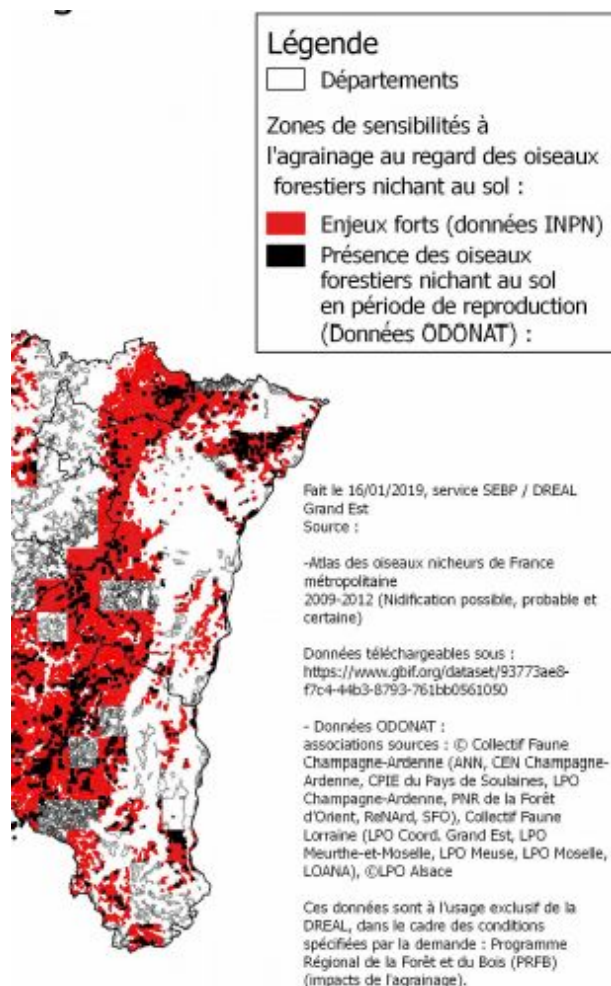 Légende
Départements
Zones de sensibilités à
l'agrainage au regard des oiseaux
forestiers nichant au sol :
Enjeux forts (données INPN)
Présence des oiseaux
forestiers nichant au sol
en période de reproduction
(Données ODONAT) :
Fait le 16/01/2019, service SEBP / DREAL
Grand Est
Source :
-Atlas des oiseaux nicheurs de France
métropolitaine
2009-2012 (Nidification possible, probable et
certaine)
Données téléchargeables sous :
https://www.gbif.org/dataset/93773ae8-
f7c4-44b3-8793-761bb0561050
- Données ODONAT :
associations sources : © Collectif Faune
Champagne-Ardenne (ANN, CEN Champagne-
Ardenne, CPIE du Pays de Soulaines, LPO
Champagne-Ardenne, PNR de la Forêt
d'Orient, ReNArd, SFO), Collectif Faune
Lorraine (LPO Coord. Grand Est, LPO
Meurthe-et-Moselle, LPO Meuse, LPO Moselle,
LOANA), ©LPO Alsace
Ces données sont à l'usage exclusif de la
DREAL, dans le cadre des conditions
spécifiées par la demande : Programme
Régional de la Forêt et du Bois (PRFB)
(impacts de l'agrainage).